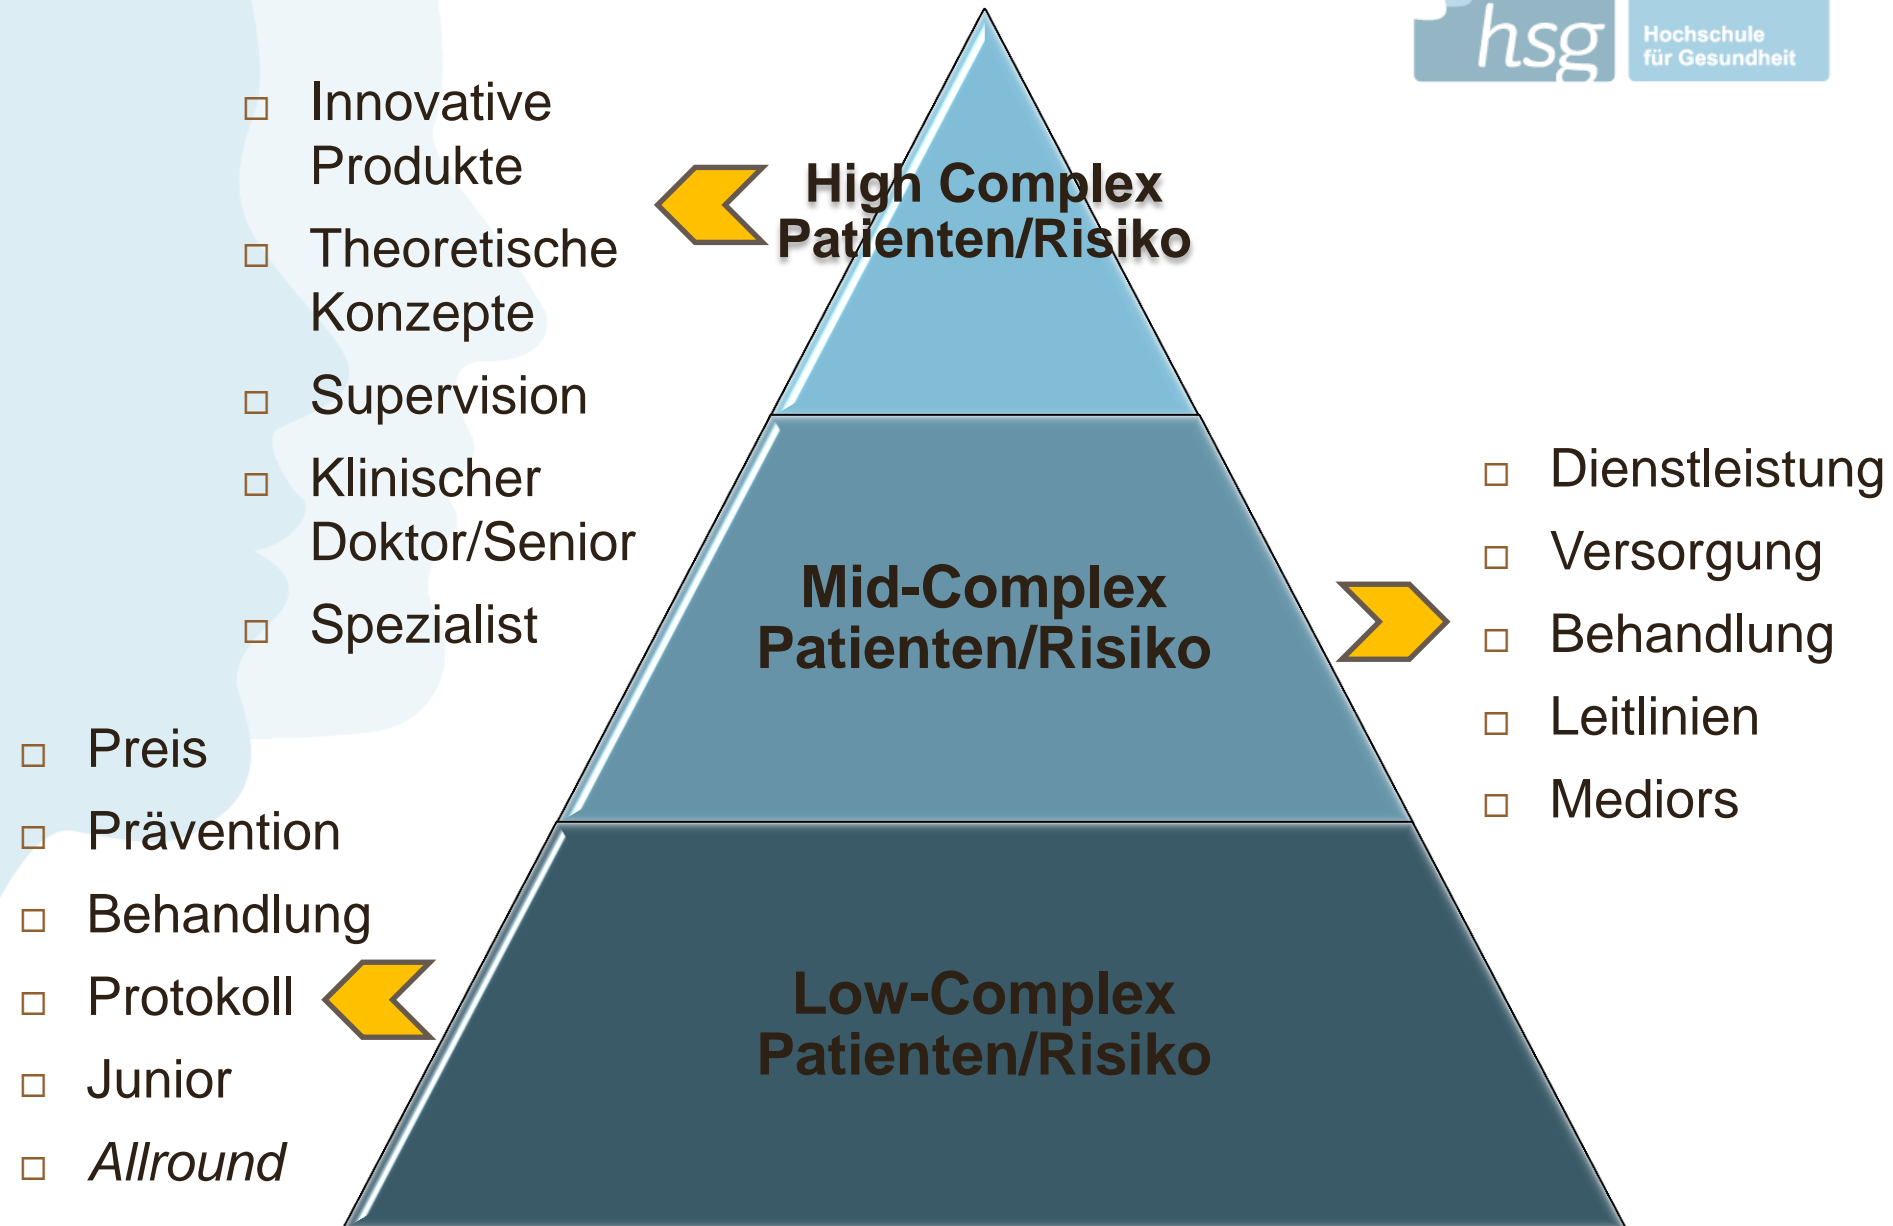 hsg
Hochschule
für Gesundheit
Innovative
Produkte
Theoretische
Konzepte
Supervision
Klinischer
Doktor/Senior
Spezialist
High Complex
Patienten/Risiko
Mid-Complex
Patienten/Risiko
Dienstleistung
Versorgung
Behandlung
Leitlinien
Mediors
Preis
Prävention
Behandlung
Protokoll
Junior
Allround
Low-Complex
Patienten/Risiko